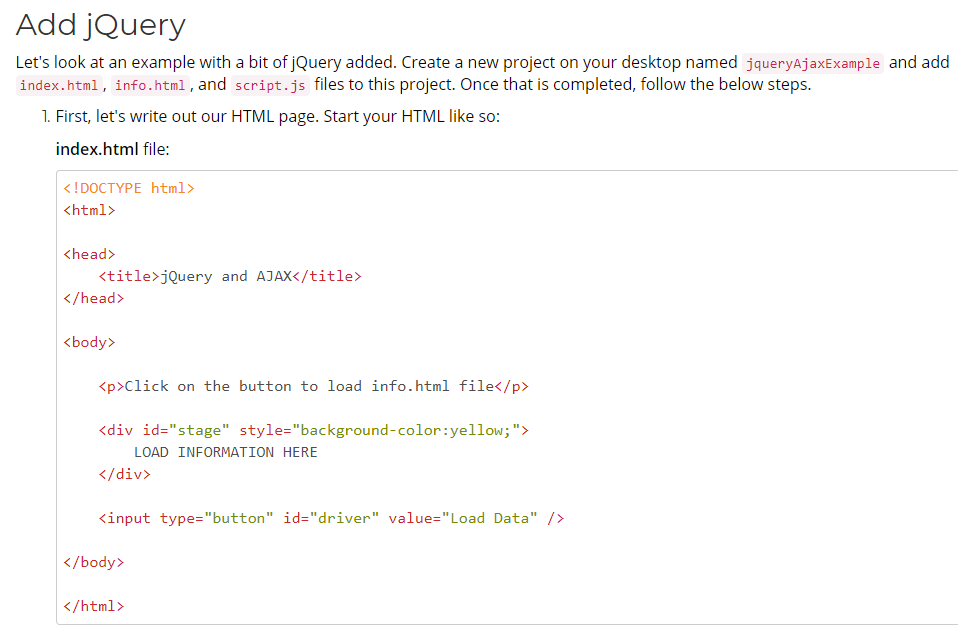 Add jQuery
Let's look at an example with a bit of jQuery added. Create a new project on your desktop named jqueryAjaxExample and add
index.html, info.html, and script.js files to this project. Once that is completed, follow the below steps.
1. First, let's write out our HTML page. Start your HTML like so:
index.html file:
<!DOCTYPE html>
<html>
<head>
    <title>jQuery and AJAX</title>
</head>
<body>
    <p>Click on the button to load info.html file</p>
    <div id="stage" style="background-color:yellow;">
        LOAD INFORMATION HERE
    </div>
    <input type="button" id="driver" value="Load Data" />
</body>
</html>